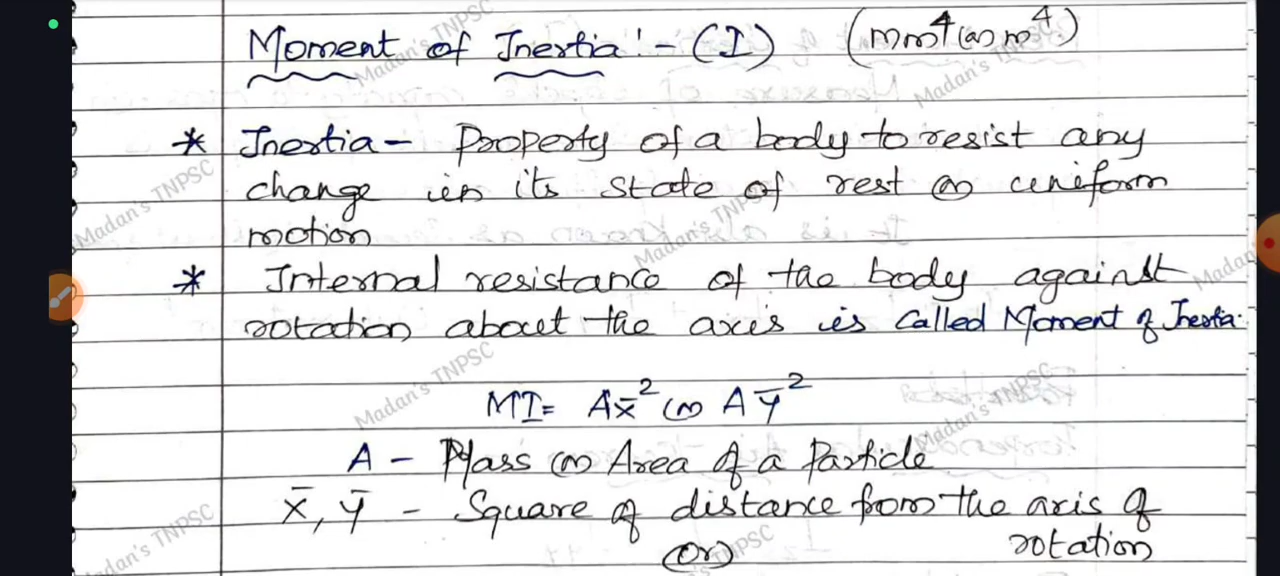 Moment of Inertia :- (I) (mm⁴ (or) m⁴)
* Inertia - Property of a body to resist any
change in its state of rest (or) uniform
motion
* Internal resistance of the body against
rotation about the axis is called Moment of Inertia.
MI = Ax̄² (or) Aȳ²
A - Mass (or) Area of a Particle
x̄, ȳ - Square of distance from the axis of
rotation
(or)
Madan's TNPSC